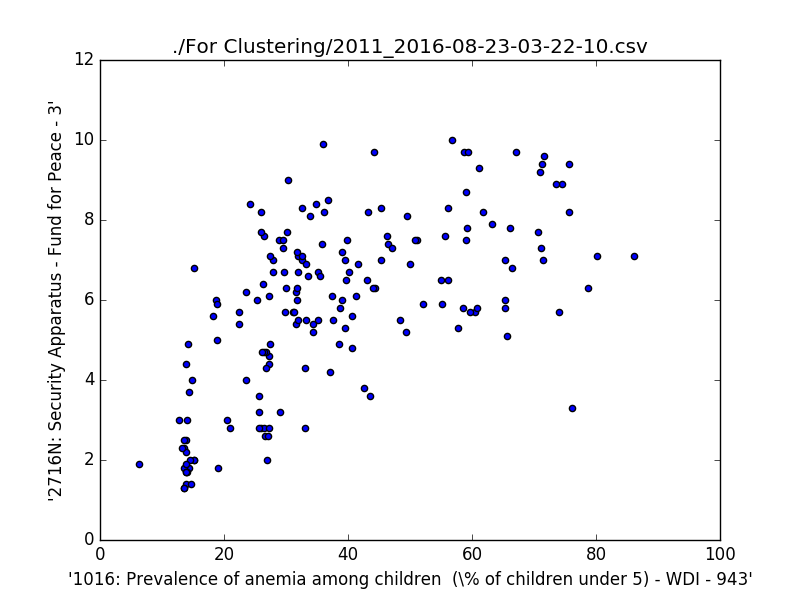 ./For Clustering/2011_2016-08-23-03-22-10.csv
12
10
8
6
4
2
0
'2716N: Security Apparatus - Fund for Peace - 3'
0 20 40 60 80 100
'1016: Prevalence of anemia among children  (\% of children under 5) - WDI - 943'